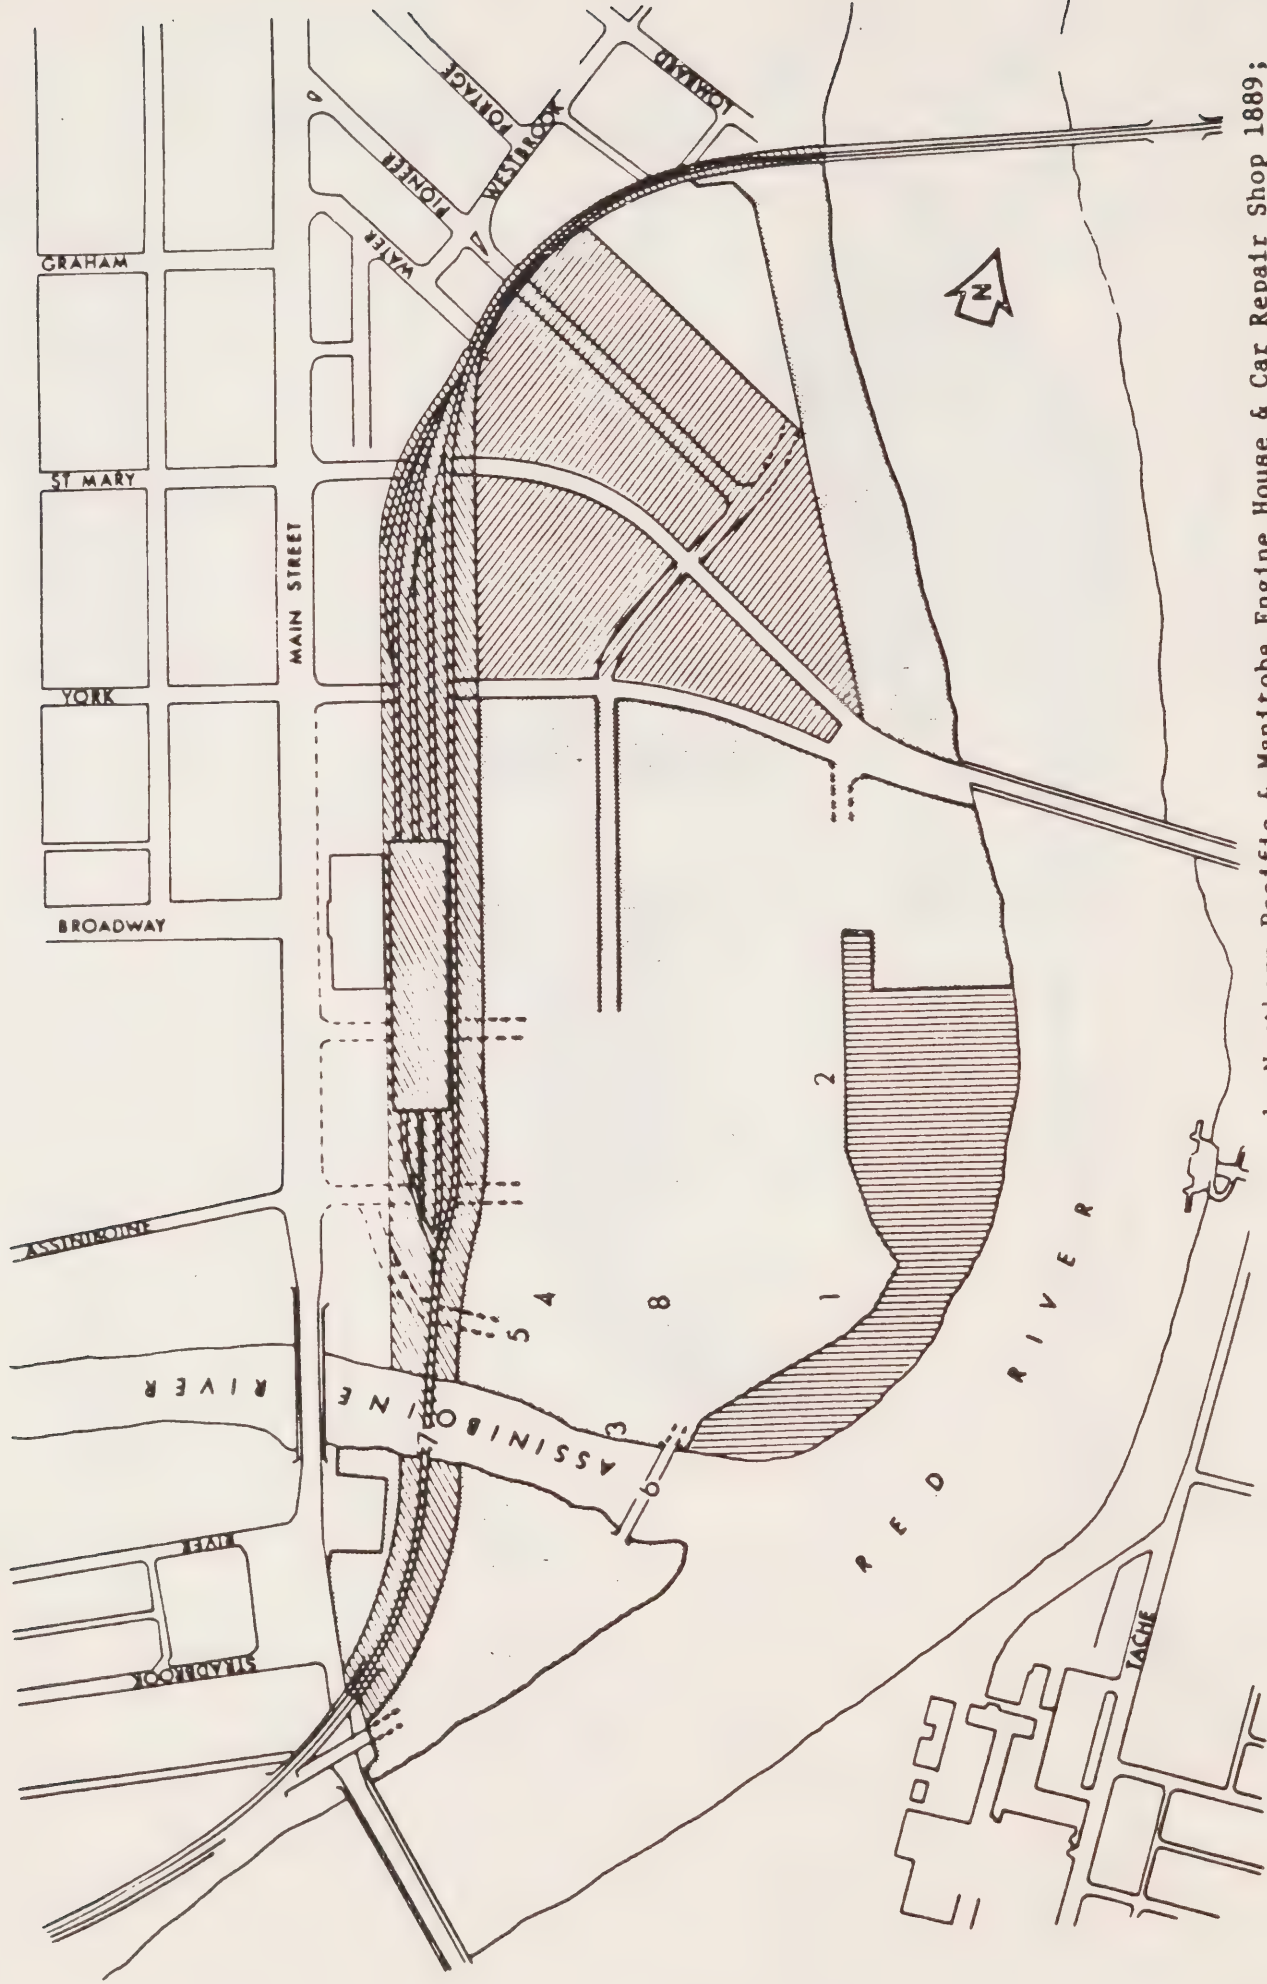 LOMBARD
PORTAGE
WESTBROOK
PIONEER
WATER
GRAHAM
ST MARY
MAIN STREET
YORK
BROADWAY
ASSINIBOINE
RIVER
ASSINIBOINE
RIVER
STRADBROOK
RED RIVER
TACHE
N
1
2
3
4
5
6
7
8
Northern Pacific & Manitoba Engine House & Car Repair Shop 1889;